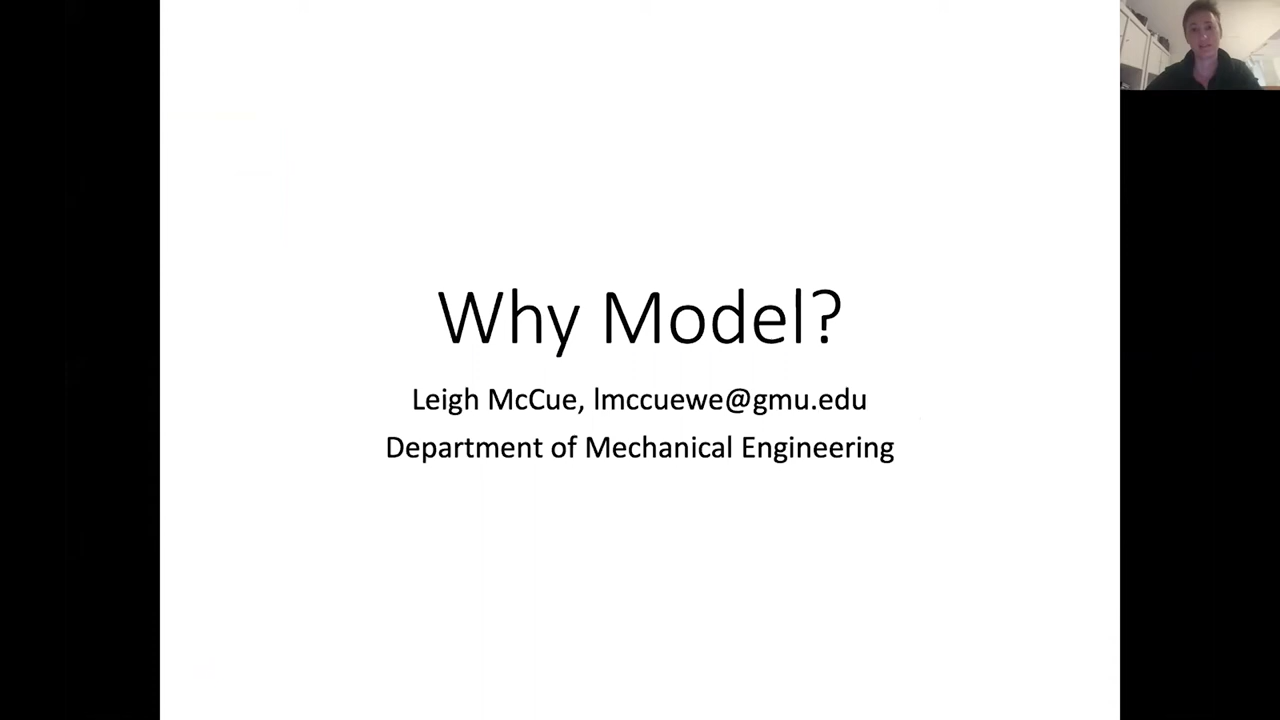 Why Model?
Leigh McCue, lmccuewe@gmu.edu
Department of Mechanical Engineering